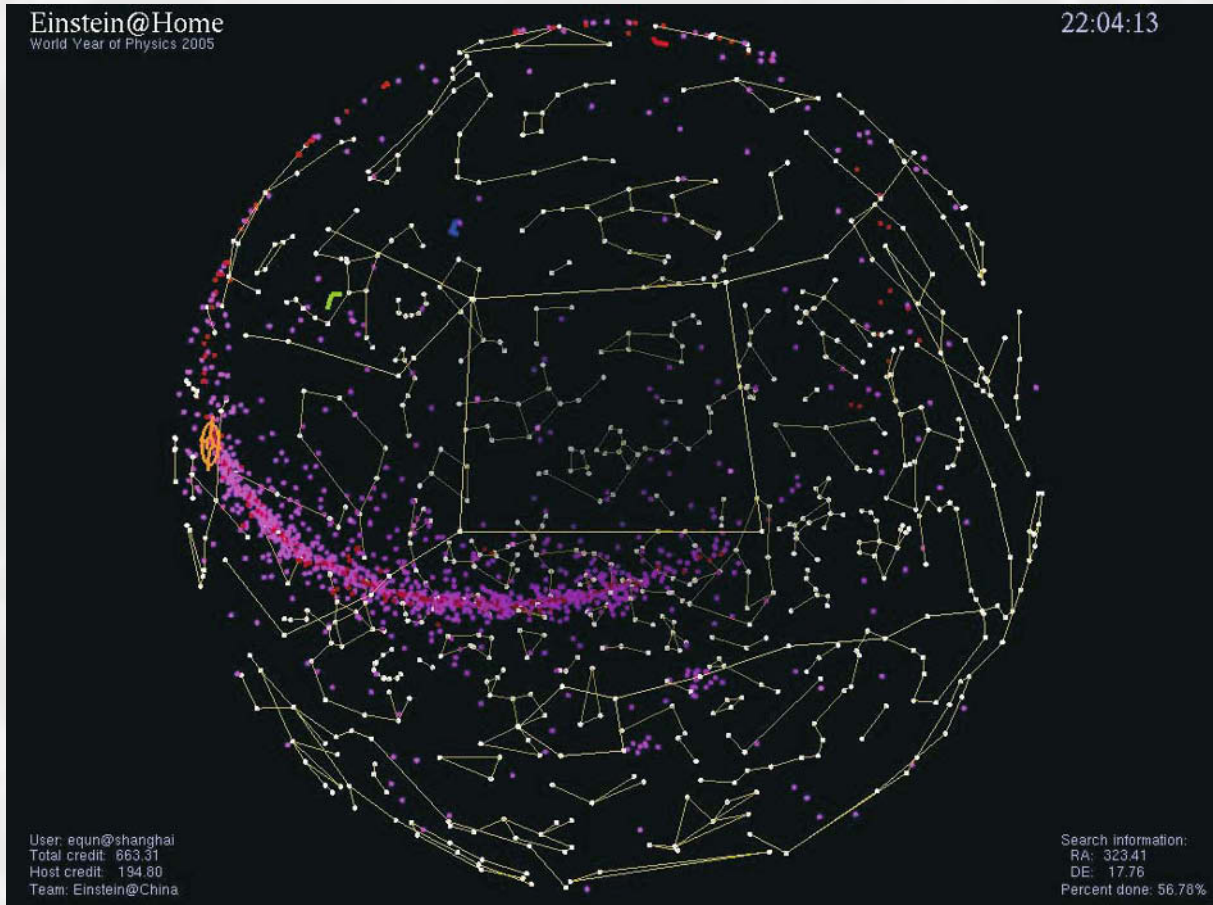 Einstein@Home
World Year of Physics 2005
22:04:13
User: equn@shanghai
Total credit: 663.31
Host credit: 194.80
Team: Einstein@China
Search information:
RA: 323.41
DE: 17.76
Percent done: 56.78%